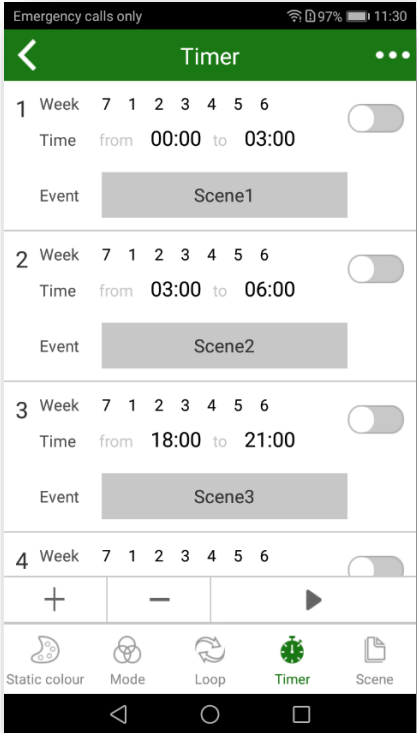 Emergency calls only 97% 11:30
Timer
1 Week 7 1 2 3 4 5 6
Time from 00:00 to 03:00
Event Scene1
2 Week 7 1 2 3 4 5 6
Time from 03:00 to 06:00
Event Scene2
3 Week 7 1 2 3 4 5 6
Time from 18:00 to 21:00
Event Scene3
4 Week 7 1 2 3 4 5 6
Static colour Mode Loop Timer Scene